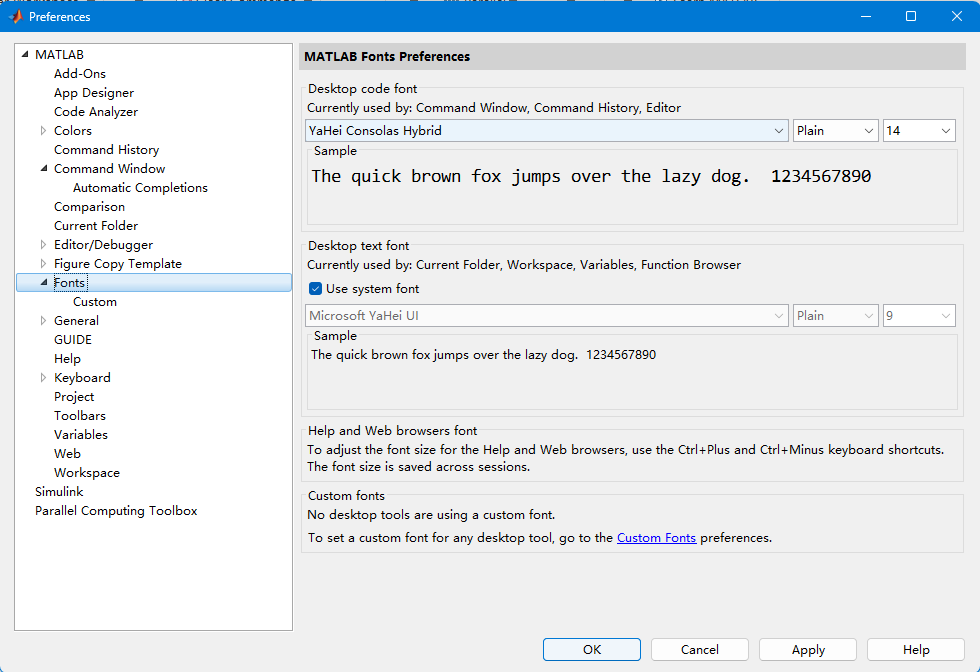 Preferences
MATLAB
Add-Ons
App Designer
Code Analyzer
Colors
Command History
Command Window
Automatic Completions
Comparison
Current Folder
Editor/Debugger
Figure Copy Template
Fonts
Custom
General
GUIDE
Help
Keyboard
Project
Toolbars
Variables
Web
Workspace
Simulink
Parallel Computing Toolbox
MATLAB Fonts Preferences
Desktop code font
Currently used by: Command Window, Command History, Editor
YaHei Consolas Hybrid Plain 14
Sample
The quick brown fox jumps over the lazy dog. 1234567890
Desktop text font
Currently used by: Current Folder, Workspace, Variables, Function Browser
Use system font
Microsoft YaHei UI Plain 9
Sample
The quick brown fox jumps over the lazy dog. 1234567890
Help and Web browsers font
To adjust the font size for the Help and Web browsers, use the Ctrl+Plus and Ctrl+Minus keyboard shortcuts.
The font size is saved across sessions.
Custom fonts
No desktop tools are using a custom font.
To set a custom font for any desktop tool, go to the Custom Fonts preferences.
OK Cancel Apply Help